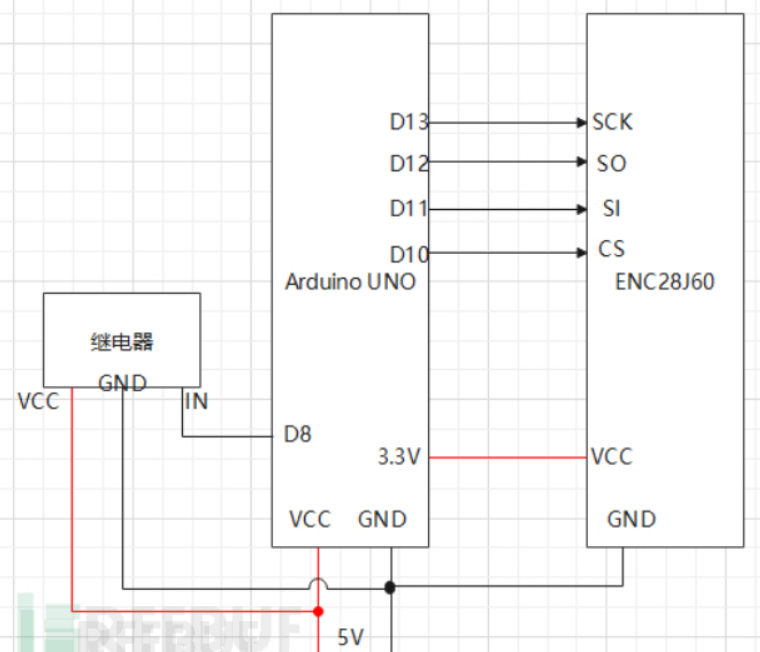 D13
SCK
D12
SO
D11
SI
D10
CS
Arduino UNO
ENC28J60
继电器
GND
VCC
IN
D8
3.3V
VCC
VCC
GND
GND
REEBUF
5V